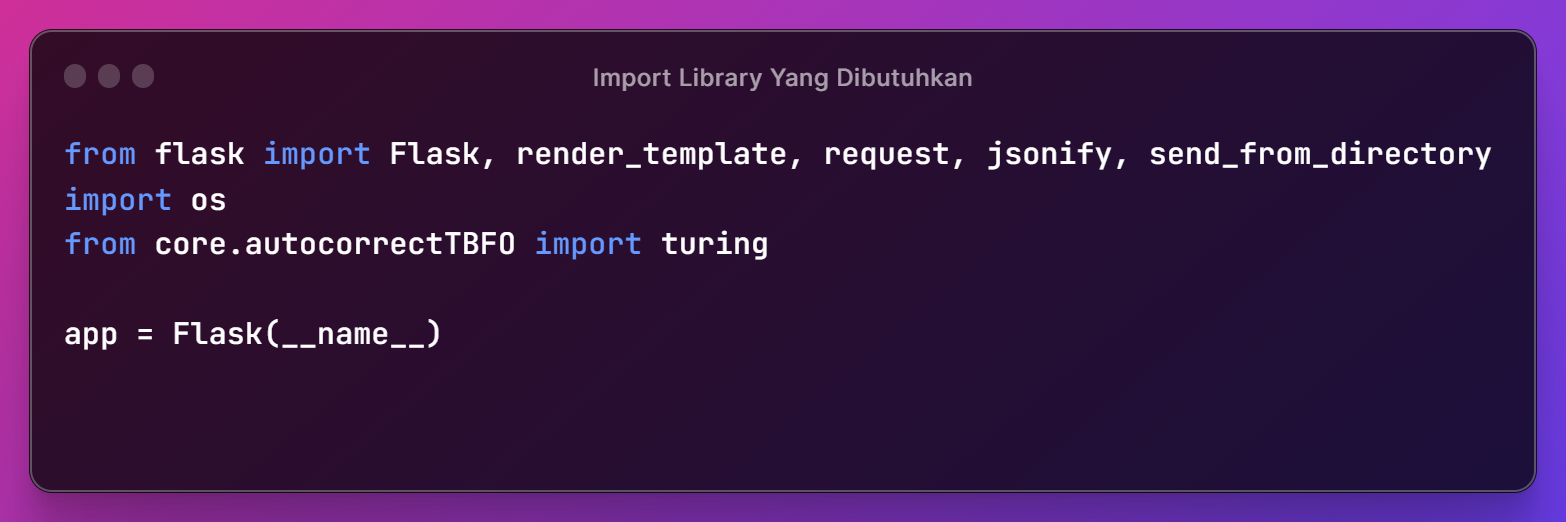 Import Library Yang Dibutuhkan
from flask import Flask, render_template, request, jsonify, send_from_directory
import os
from core.autocorrectTBFO import turing
app = Flask(__name__)